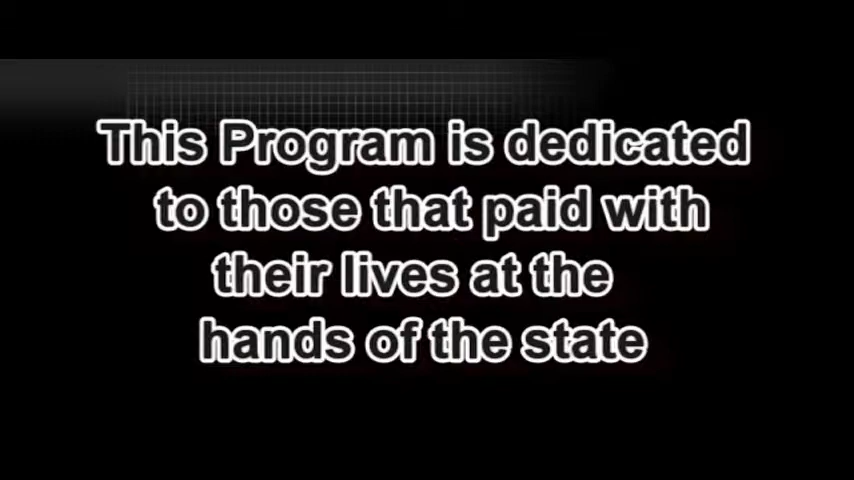 This Program is dedicated
to those that paid with
their lives at the
hands of the state